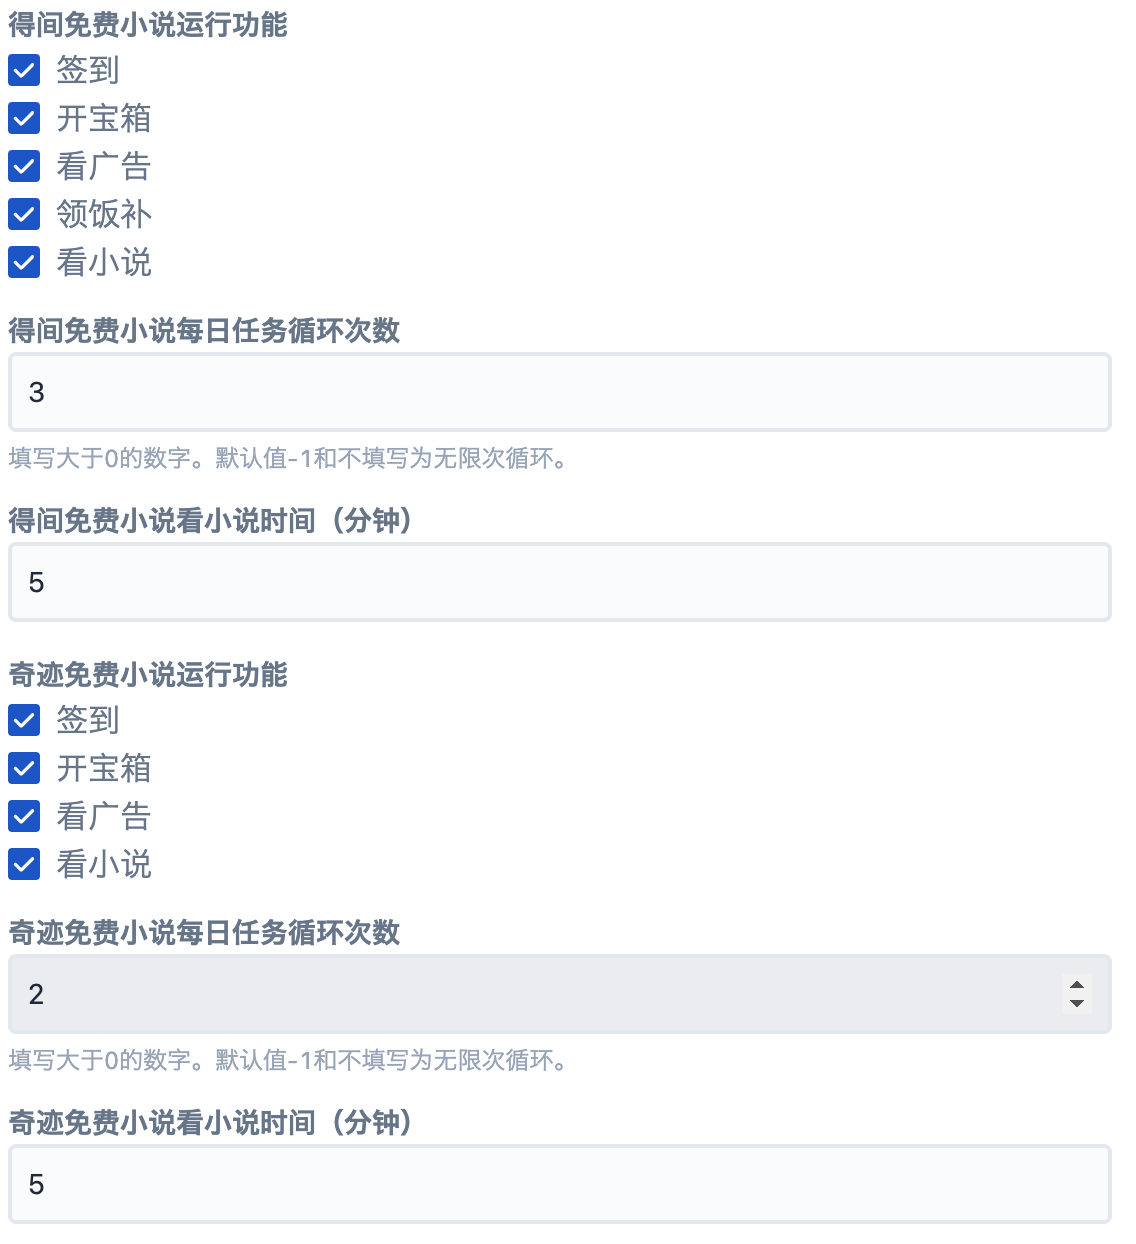 得间免费小说运行功能
签到
开宝箱
看广告
领饭补
看小说
得间免费小说每日任务循环次数
3
填写大于0的数字。默认值-1和不填写为无限次循环。
得间免费小说看小说时间（分钟）
5
奇迹免费小说运行功能
签到
开宝箱
看广告
看小说
奇迹免费小说每日任务循环次数
2
填写大于0的数字。默认值-1和不填写为无限次循环。
奇迹免费小说看小说时间（分钟）
5